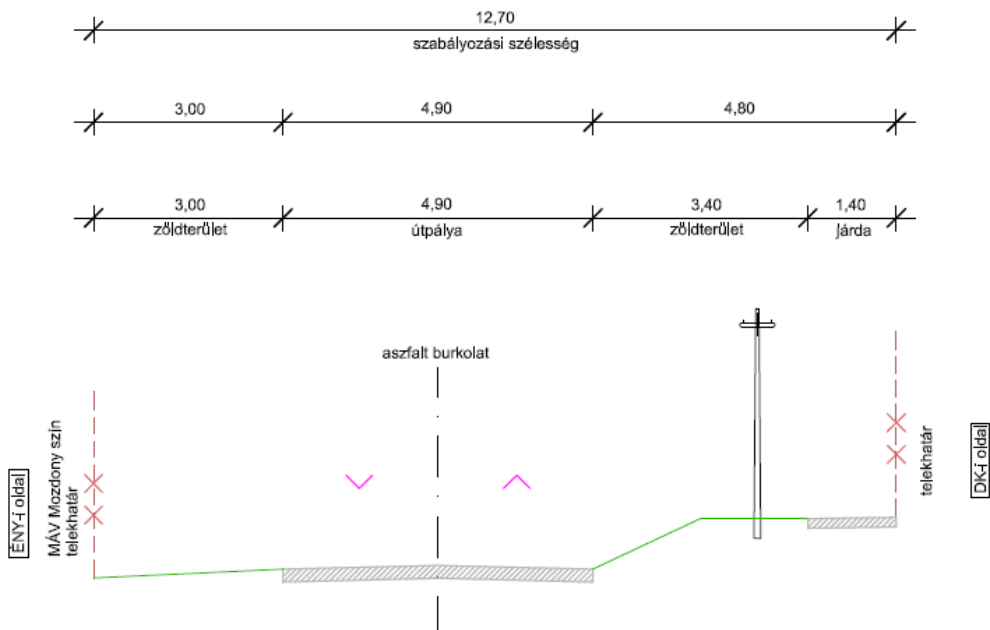 12,70
szabályozási szélesség
3,00
4,90
4,80
3,00
4,90
3,40
1,40
zöldterület
útpálya
zöldterület
járda
aszfalt burkolat
ÉNY-i oldal
MÁV Mozdony szín
telekhatár
telekhatár
DK-i oldal